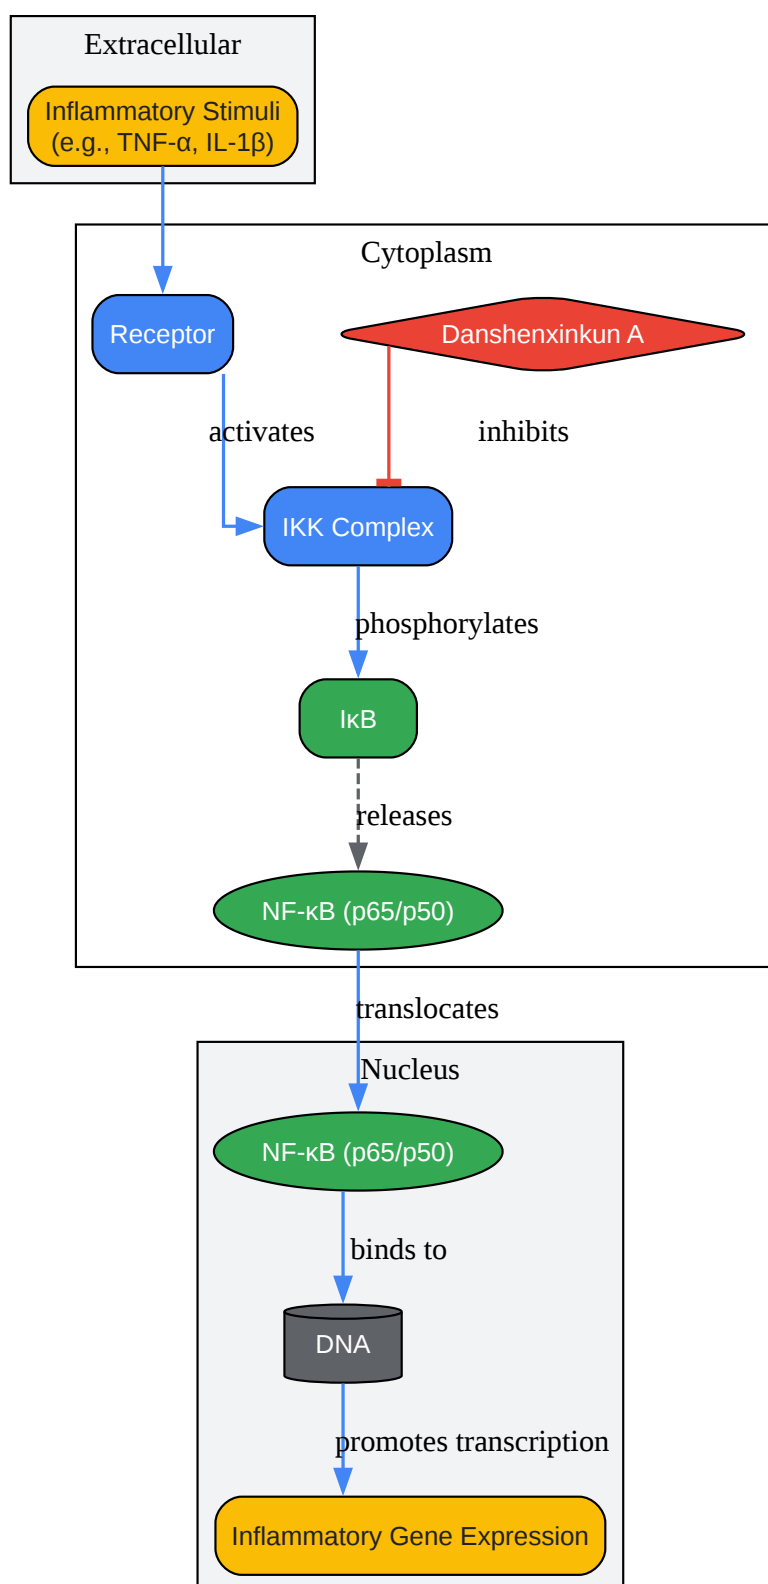 Extracellular
Inflammatory Stimuli
(e.g., TNF-α, IL-1β)
Cytoplasm
Receptor
Danshenxinkun A
activates
inhibits
IKK Complex
phosphorylates
IκB
releases
NF-κB (p65/p50)
translocates
Nucleus
NF-κB (p65/p50)
binds to
DNA
promotes transcription
Inflammatory Gene Expression